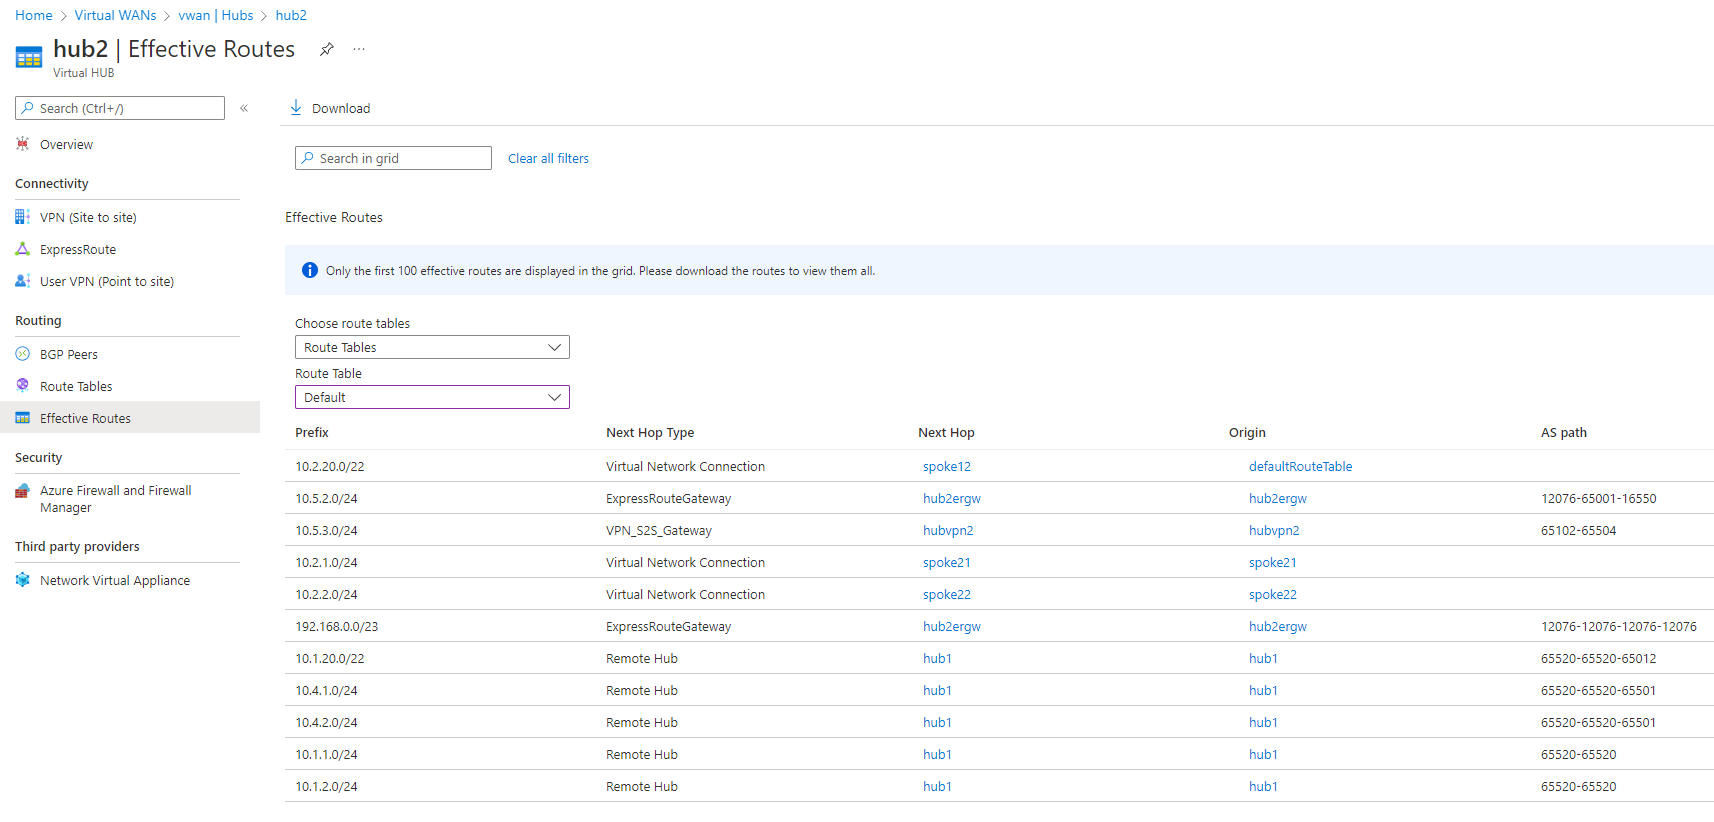 Home > Virtual WANs > vwan | Hubs > hub2
hub2 | Effective Routes
Virtual HUB
Search (Ctrl+/)
«
Overview
Connectivity
VPN (Site to site)
ExpressRoute
User VPN (Point to site)
Routing
BGP Peers
Route Tables
Effective Routes
Security
Azure Firewall and Firewall
Manager
Third party providers
Network Virtual Appliance
Download
Search in grid
Clear all filters
Effective Routes
Only the first 100 effective routes are displayed in the grid. Please download the routes to view them all.
Choose route tables
Route Tables
Route Table
Default
Prefix Next Hop Type Next Hop Origin AS path
10.2.20.0/22 Virtual Network Connection spoke12 defaultRouteTable
10.5.2.0/24 ExpressRouteGateway hub2ergw hub2ergw 12076-65001-16550
10.5.3.0/24 VPN_S2S_Gateway hubvpn2 hubvpn2 65102-65504
10.2.1.0/24 Virtual Network Connection spoke21 spoke21
10.2.2.0/24 Virtual Network Connection spoke22 spoke22
192.168.0.0/23 ExpressRouteGateway hub2ergw hub2ergw 12076-12076-12076-12076
10.1.20.0/22 Remote Hub hub1 hub1 65520-65520-65012
10.4.1.0/24 Remote Hub hub1 hub1 65520-65520-65501
10.4.2.0/24 Remote Hub hub1 hub1 65520-65520-65501
10.1.1.0/24 Remote Hub hub1 hub1 65520-65520
10.1.2.0/24 Remote Hub hub1 hub1 65520-65520